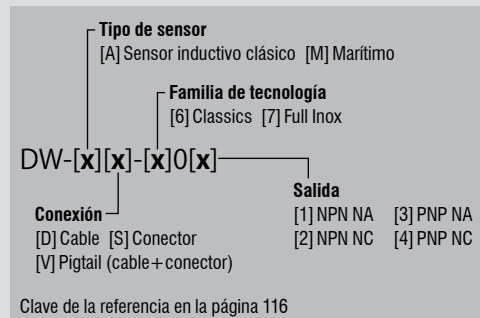 Tipo de sensor
[A] Sensor inductivo clásico [M] Marítimo
Familia de tecnología
[6] Classics [7] Full Inox
DW-[x][x]-[x]0[x]
Conexión
[D] Cable [S] Conector
[V] Pigtail (cable+conector)
Salida
[1] NPN NA [3] PNP NA
[2] NPN NC [4] PNP NC
Clave de la referencia en la página 116